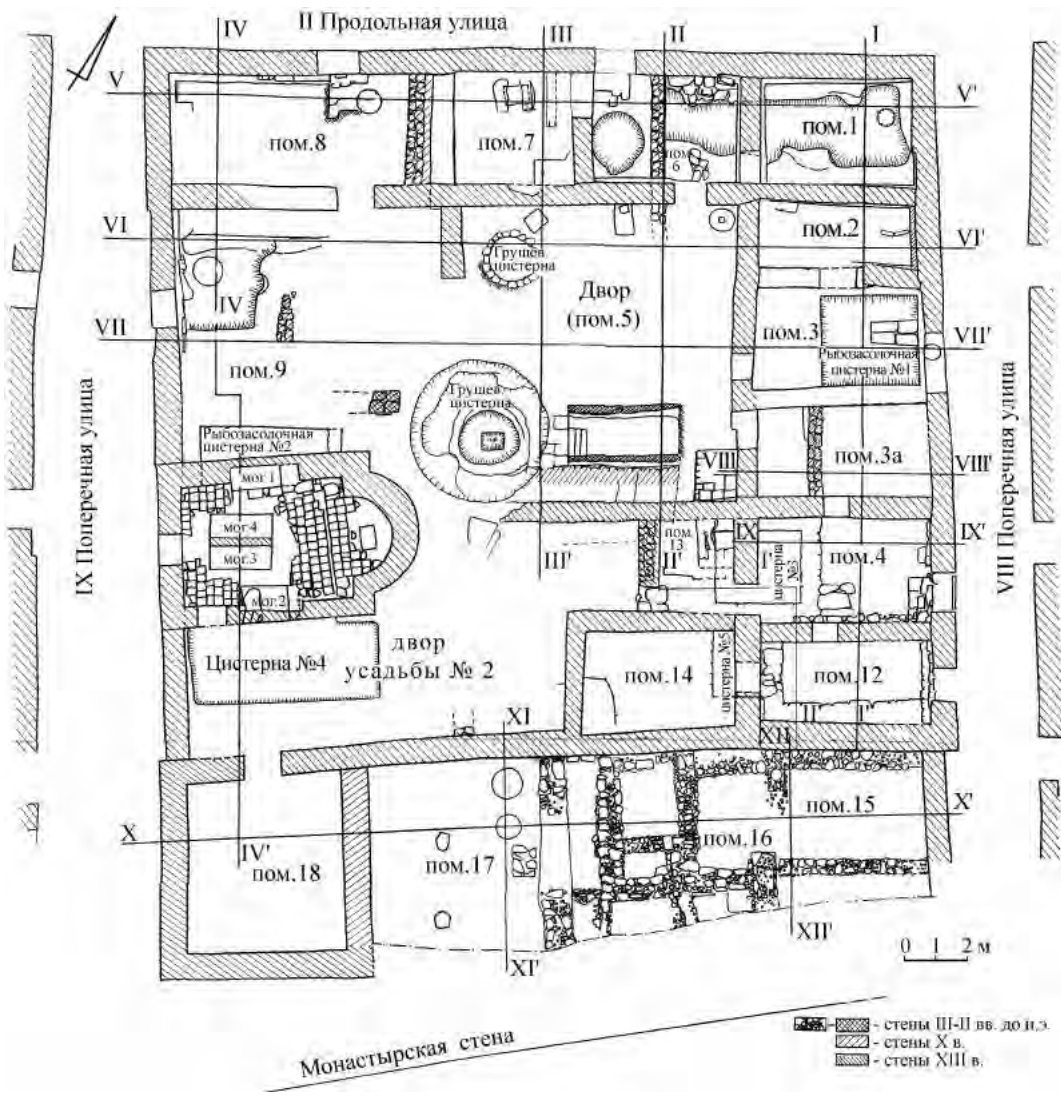 II Продольная улица
IV
III
II
I
V
V'
пом.8
пом.7
пом.
6
пом.1
VI
VI'
пом.2
Грушев.
цистерна
Двор
(пом.5)
IV
VII
VII'
пом.3
Рыбозасолочная
цистерна №1
пом.9
Грушев.
цистерна
IX Поперечная улица
VIII Поперечная улица
Рыбозасолочная
цистерна №2
VIII
VIII'
пом.3а
мог.1
мог.4
мог.3
мог.2
III'
II'
пом.
13
IX
I'
IX'
цистерна
№3
пом.4
Цистерна №4
двор
усадьбы № 2
пом.14
цистерна №5
пом.12
II
I
XI
XII
X
X'
IV'
пом.18
пом.17
пом.16
пом.15
XI'
XII'
0 1 2 м
Монастырская стена
- стены III-II вв. до н.э.
- стены X в.
- стены XIII в.